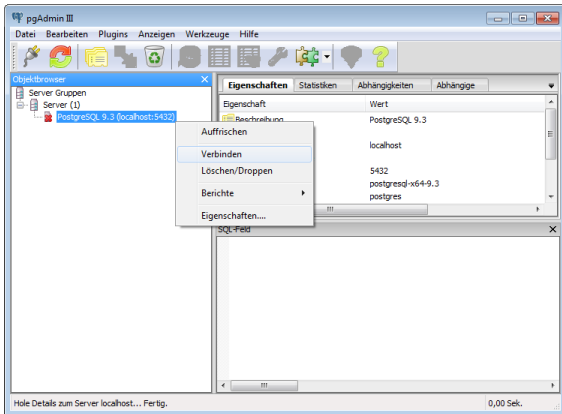 pgAdmin III
Datei Bearbeiten Plugins Anzeigen Werkzeuge Hilfe
Objektbrowser
Server Gruppen
Server (1)
PostgreSQL 9.3 (localhost:5432)
Auffrischen
Verbinden
Löschen/Droppen
Berichte
Eigenschaften....
Eigenschaften Statistiken Abhängigkeiten Abhängige
Eigenschaft Wert
Beschreibung PostgreSQL 9.3
localhost
5432
postgresql-x64-9.3
postgres
SQL-Feld
Hole Details zum Server localhost... Fertig. 0,00 Sek.